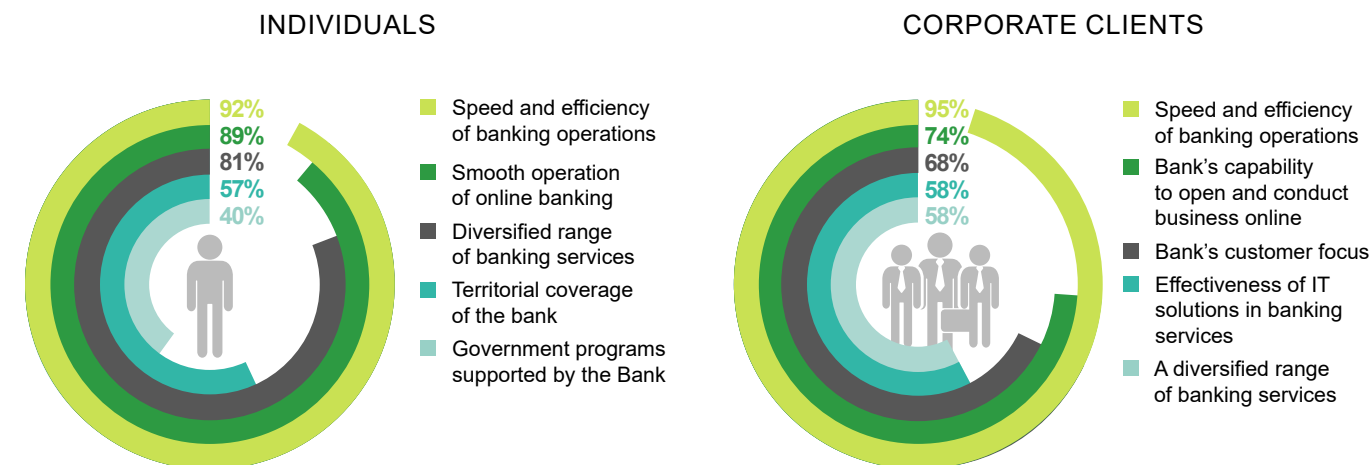 INDIVIDUALS
92%
89%
81%
57%
40%
Speed and efficiency
of banking operations
Smooth operation
of online banking
Diversified range
of banking services
Territorial coverage
of the bank
Government programs
supported by the Bank
CORPORATE CLIENTS
95%
74%
68%
58%
58%
Speed and efficiency
of banking operations
Bank’s capability
to open and conduct
business online
Bank’s customer focus
Effectiveness of IT
solutions in banking
services
A diversified range
of banking services